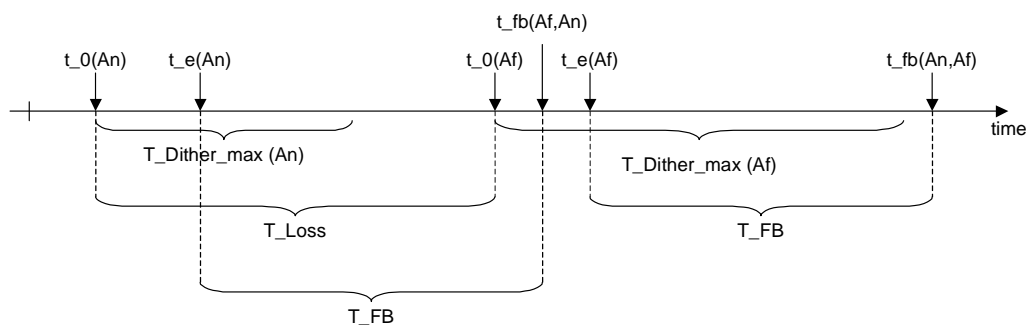 t_fb(Af,An)
t_0(An)
t_e(An)
t_0(Af)
t_e(Af)
t_fb(An,Af)
time
T_Dither_max (An)
T_Dither_max (Af)
T_Loss
T_FB
T_FB